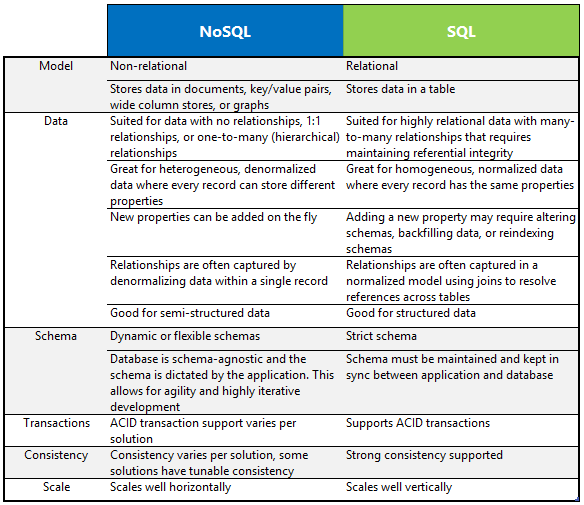 NoSQL SQL
Model Non-relational Relational
Stores data in documents, key/value pairs, Stores data in a table
wide column stores, or graphs
Data Suited for data with no relationships, 1:1 Suited for highly relational data with many-
relationships, or one-to-many (hierarchical) to-many relationships that requires
relationships maintaining referential integrity
Great for heterogeneous, denormalized Great for homogeneous, normalized data
data where every record can store different where every record has the same properties
properties
New properties can be added on the fly Adding a new property may require altering
schemas, backfilling data, or reindexing
schemas
Relationships are often captured by Relationships are often captured in a
denormalizing data within a single record normalized model using joins to resolve
references across tables
Good for semi-structured data Good for structured data
Schema Dynamic or flexible schemas Strict schema
Database is schema-agnostic and the Schema must be maintained and kept in
schema is dictated by the application. This sync between application and database
allows for agility and highly iterative
development
Transactions ACID transaction support varies per Supports ACID transactions
solution
Consistency Consistency varies per solution, some Strong consistency supported
solutions have tunable consistency
Scale Scales well horizontally Scales well vertically